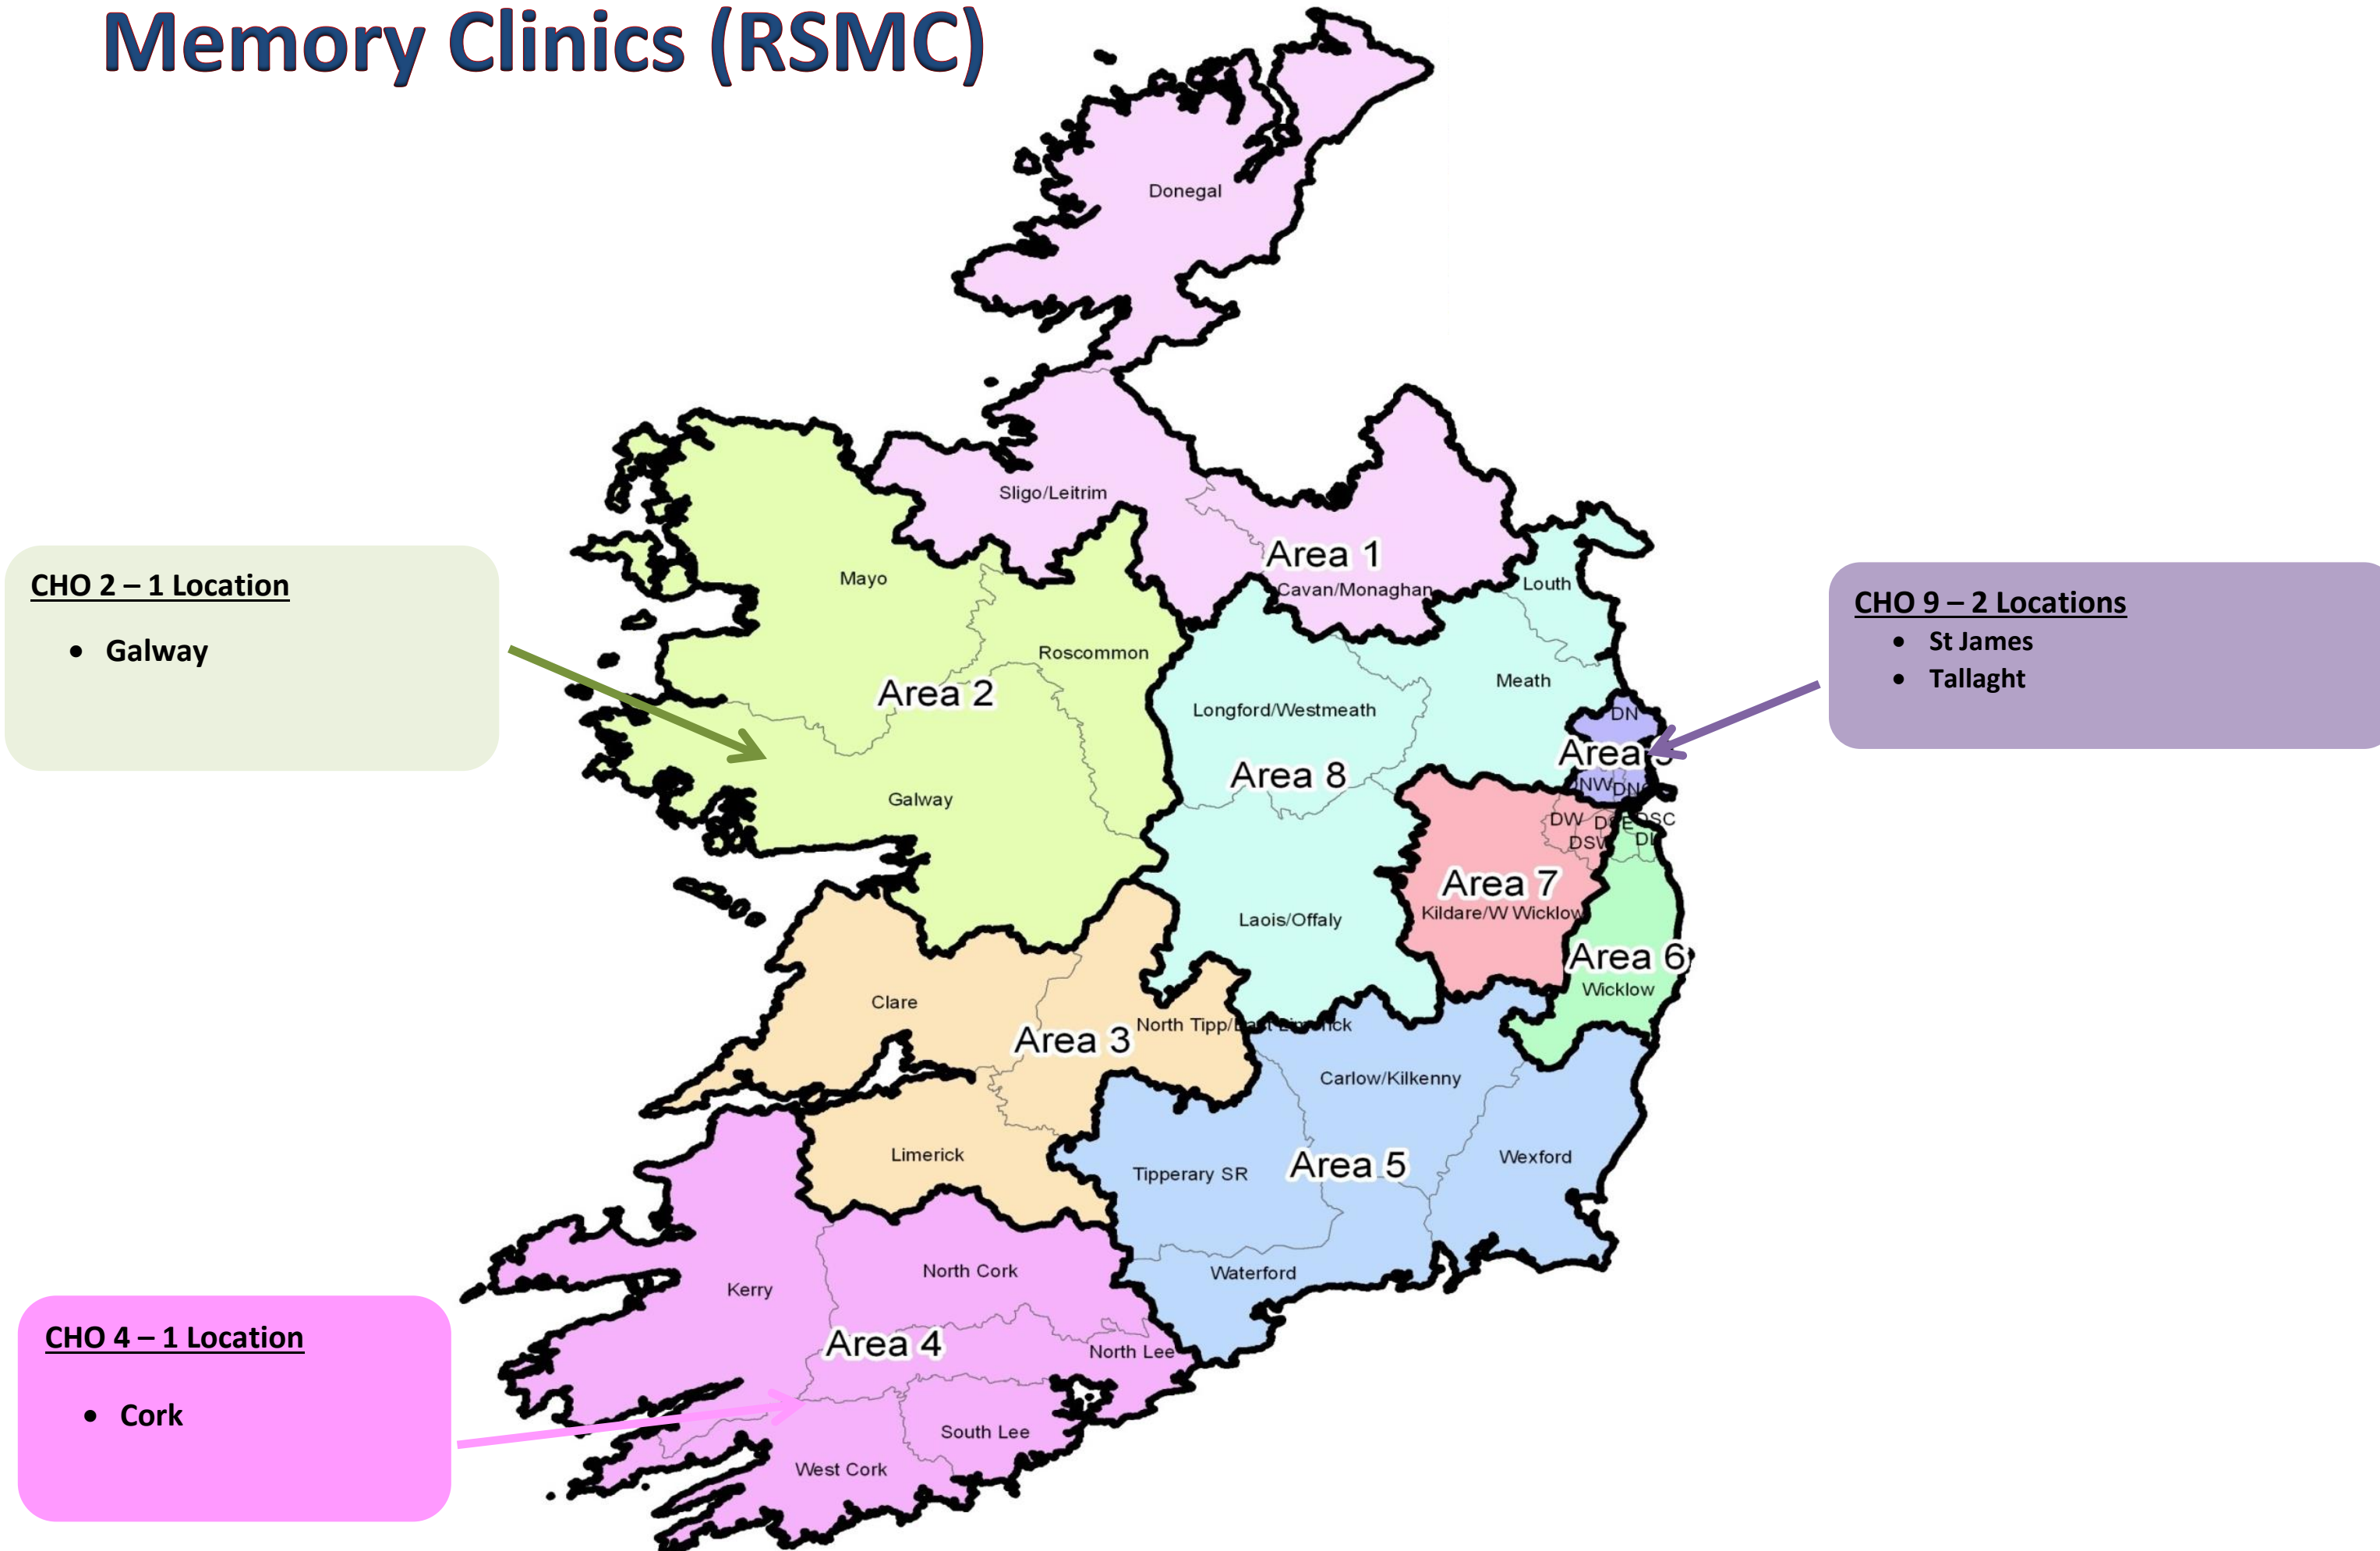 Memory Clinics (RSMC)
Donegal
Sligo/Leitrim
Area 1
Cavan/Monaghan
Louth
Mayo
Roscommon
Area 2
Galway
CHO 2 – 1 Location
• Galway
Meath
Longford/Westmeath
Area 8
Laois/Offaly
DN
Area
CHO 9 – 2 Locations
• St James
• Tallaght
DW
Area 7
Kildare/W Wicklow
Area 6
Wicklow
Clare
Area 3
North Tipp/East Limerick
Limerick
Carlow/Kilkenny
Tipperary SR
Area 5
Wexford
Waterford
Kerry
North Cork
Area 4
North Lee
South Lee
West Cork
CHO 4 – 1 Location
• Cork